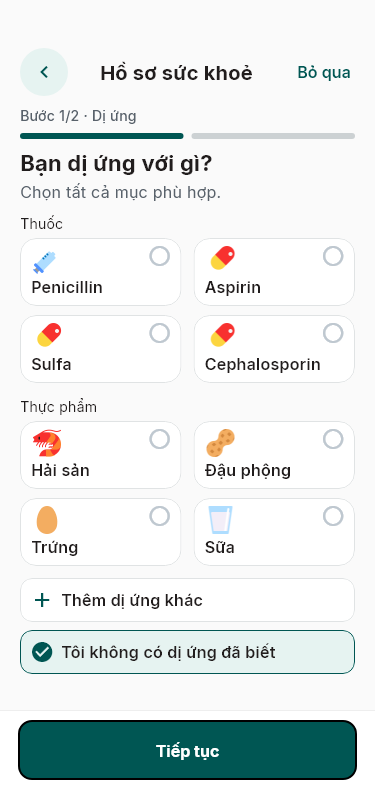 Hồ sơ sức khoẻ
Bỏ qua
Bước 1/2 · Dị ứng
Bạn dị ứng với gì?
Chọn tất cả mục phù hợp.
Thuốc
Penicillin
Aspirin
Sulfa
Cephalosporin
Thực phẩm
Hải sản
Đậu phộng
Trứng
Sữa
Thêm dị ứng khác
Tôi không có dị ứng đã biết
Tiếp tục